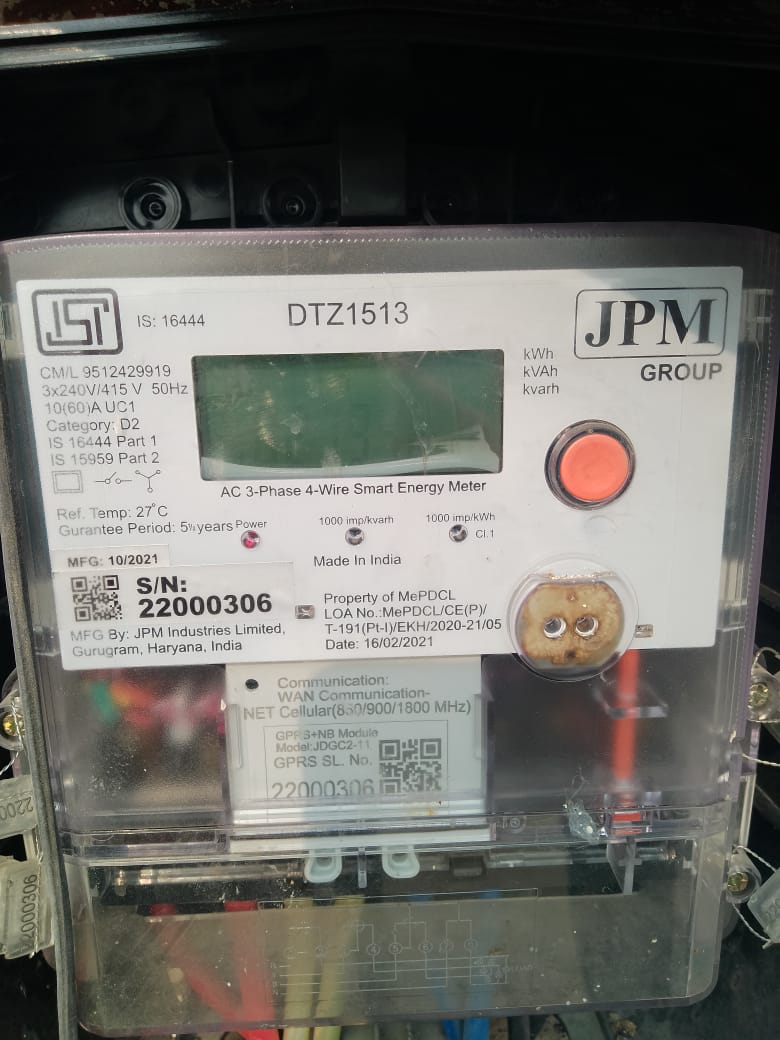 IS: 16444
DTZ1513
JPM
GROUP
CM/L 9512429919
3x240V/415 V 50Hz
10(60)A UC1
Category: D2
IS 16444 Part 1
IS 15959 Part 2
kWh
kVAh
kvarh
AC 3-Phase 4-Wire Smart Energy Meter
Ref. Temp: 27°C
Gurantee Period: 5½ years
Power
1000 imp/kvarh
1000 imp/kWh
Cl.1
Made In India
MFG: 10/2021
S/N:
22000306
MFG By: JPM Industries Limited,
Gurugram, Haryana, India
Property of MePDCL
LOA No.:MePDCL/CE(P)/
T-191(Pt-I)/EKH/2020-21/05
Date: 16/02/2021
Communication:
WAN Communication-
NET Cellular(850/900/1800 MHz)
GPRS+NB Module
Model:JDGC2-11
GPRS SL. No.
22000306
22000306